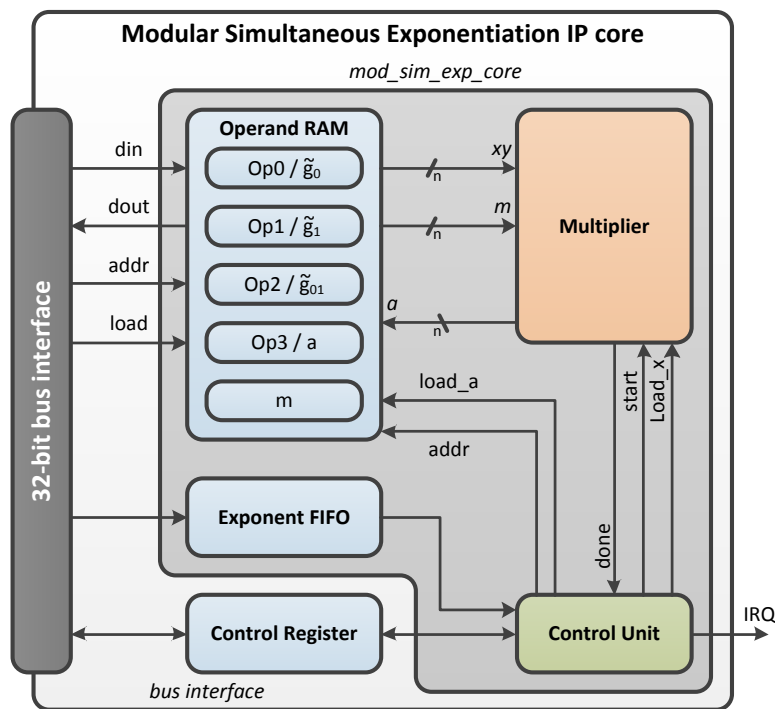 Modular Simultaneous Exponentiation IP core
mod_sim_exp_core
32-bit bus interface
din
dout
addr
load
Operand RAM
Op0 / g̃0
Op1 / g̃1
Op2 / g̃01
Op3 / a
m
xy
n
m
n
a
n
Multiplier
load_a
addr
done
start
Load_x
Exponent FIFO
Control Register
Control Unit
IRQ
bus interface